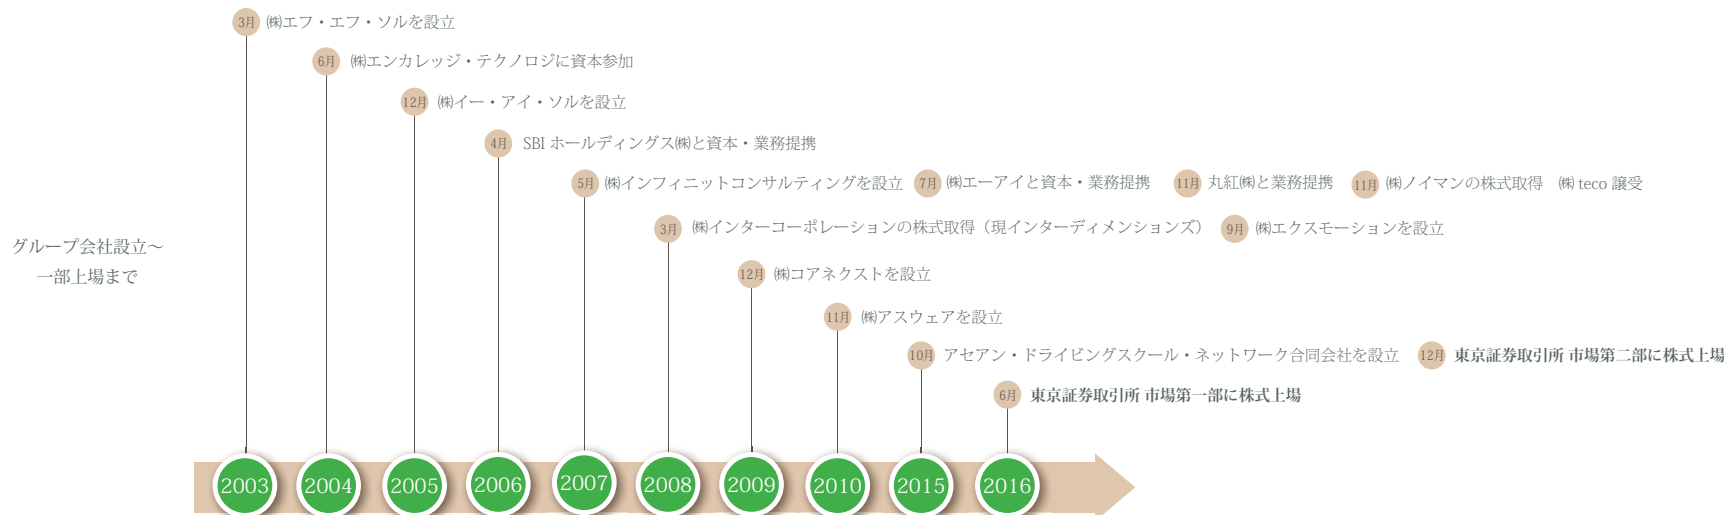 3月 ㈱エフ・エフ・ソルを設立
6月 ㈱エンカレッジ・テクノロジに資本参加
12月 ㈱イー・アイ・ソルを設立
4月 SBI ホールディングス㈱と資本・業務提携
5月 ㈱インフィニットコンサルティングを設立 7月 ㈱エーアイと資本・業務提携 11月 丸紅㈱と業務提携 11月 ㈱ノイマンの株式取得 ㈱ teco 譲受
3月 ㈱インターコーポレーションの株式取得（現インターディメンションズ） 9月 ㈱エクスモーションを設立
グループ会社設立～
一部上場まで
12月 ㈱コアネクストを設立
11月 ㈱アスウェアを設立
10月 アセアン・ドライビングスクール・ネットワーク合同会社を設立 12月 東京証券取引所 市場第二部に株式上場
6月 東京証券取引所 市場第一部に株式上場
2003 2004 2005 2006 2007 2008 2009 2010 2015 2016